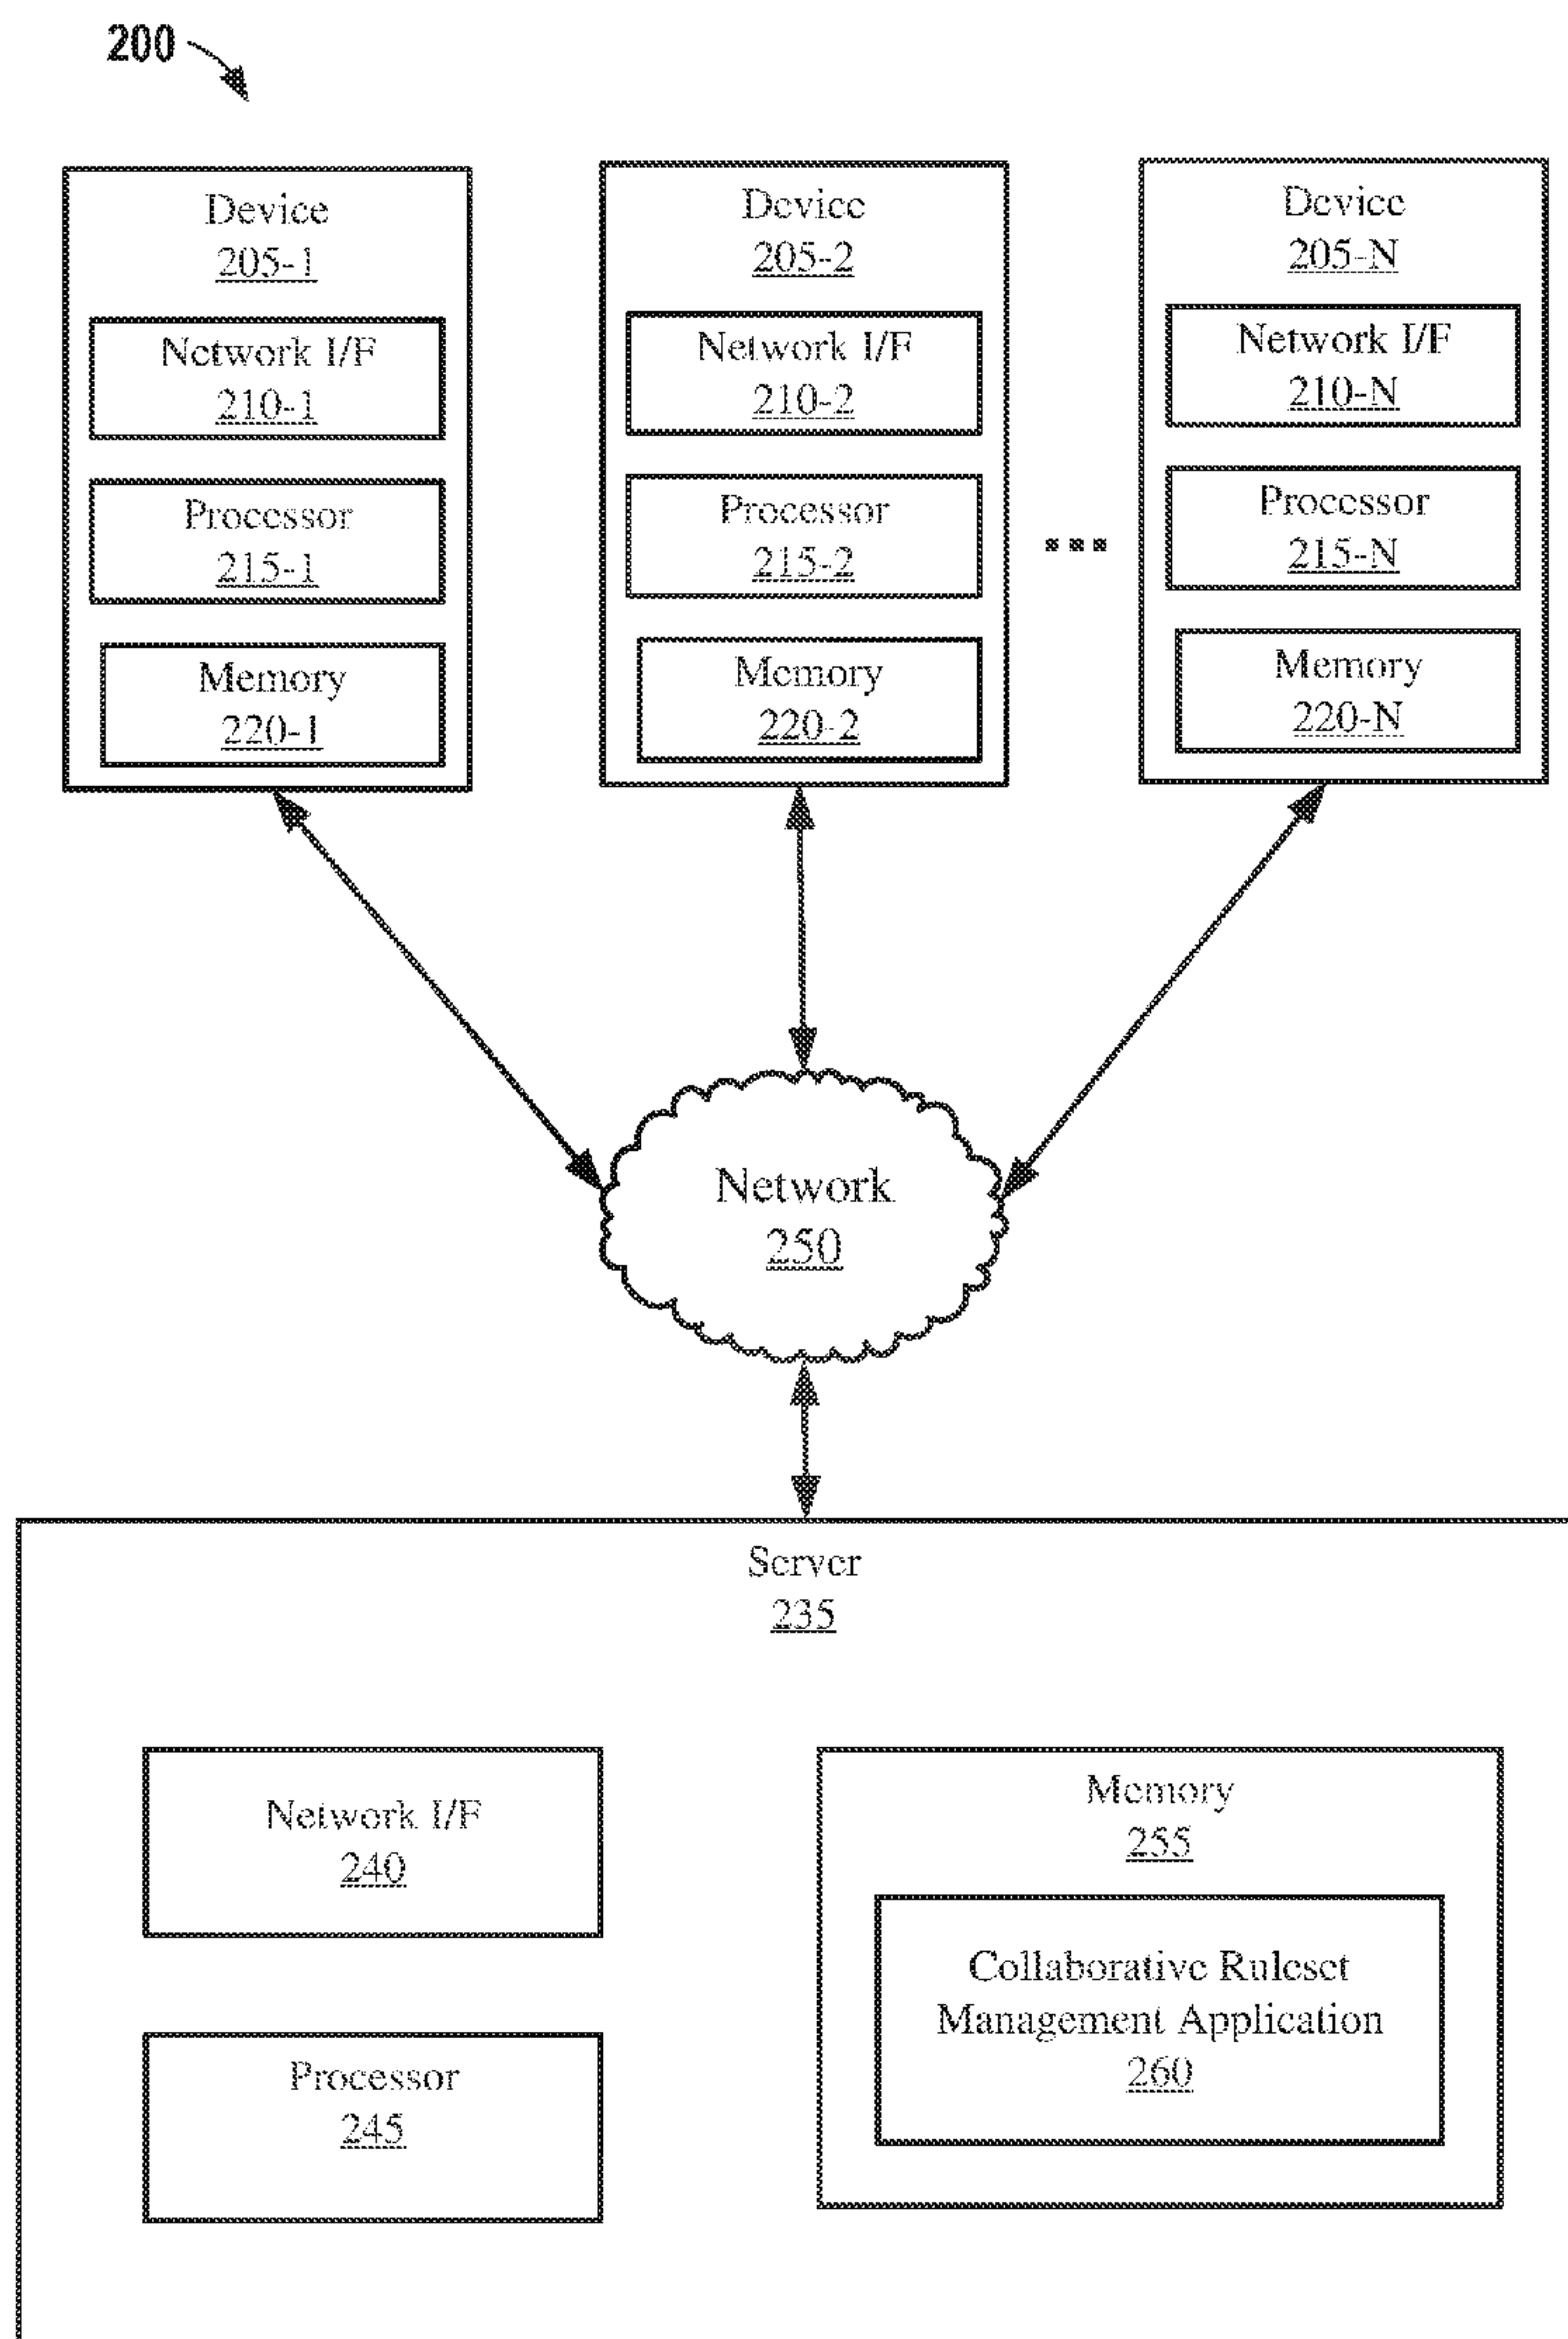 200
Device
205-1
Network I/F
210-1
Processor
215-1
Memory
220-1
Device
205-2
Network I/F
210-2
Processor
215-2
Memory
220-2
...
Device
205-N
Network I/F
210-N
Processor
215-N
Memory
220-N
Network
250
Server
235
Network I/F
240
Processor
245
Memory
255
Collaborative Ruleset
Management Application
260